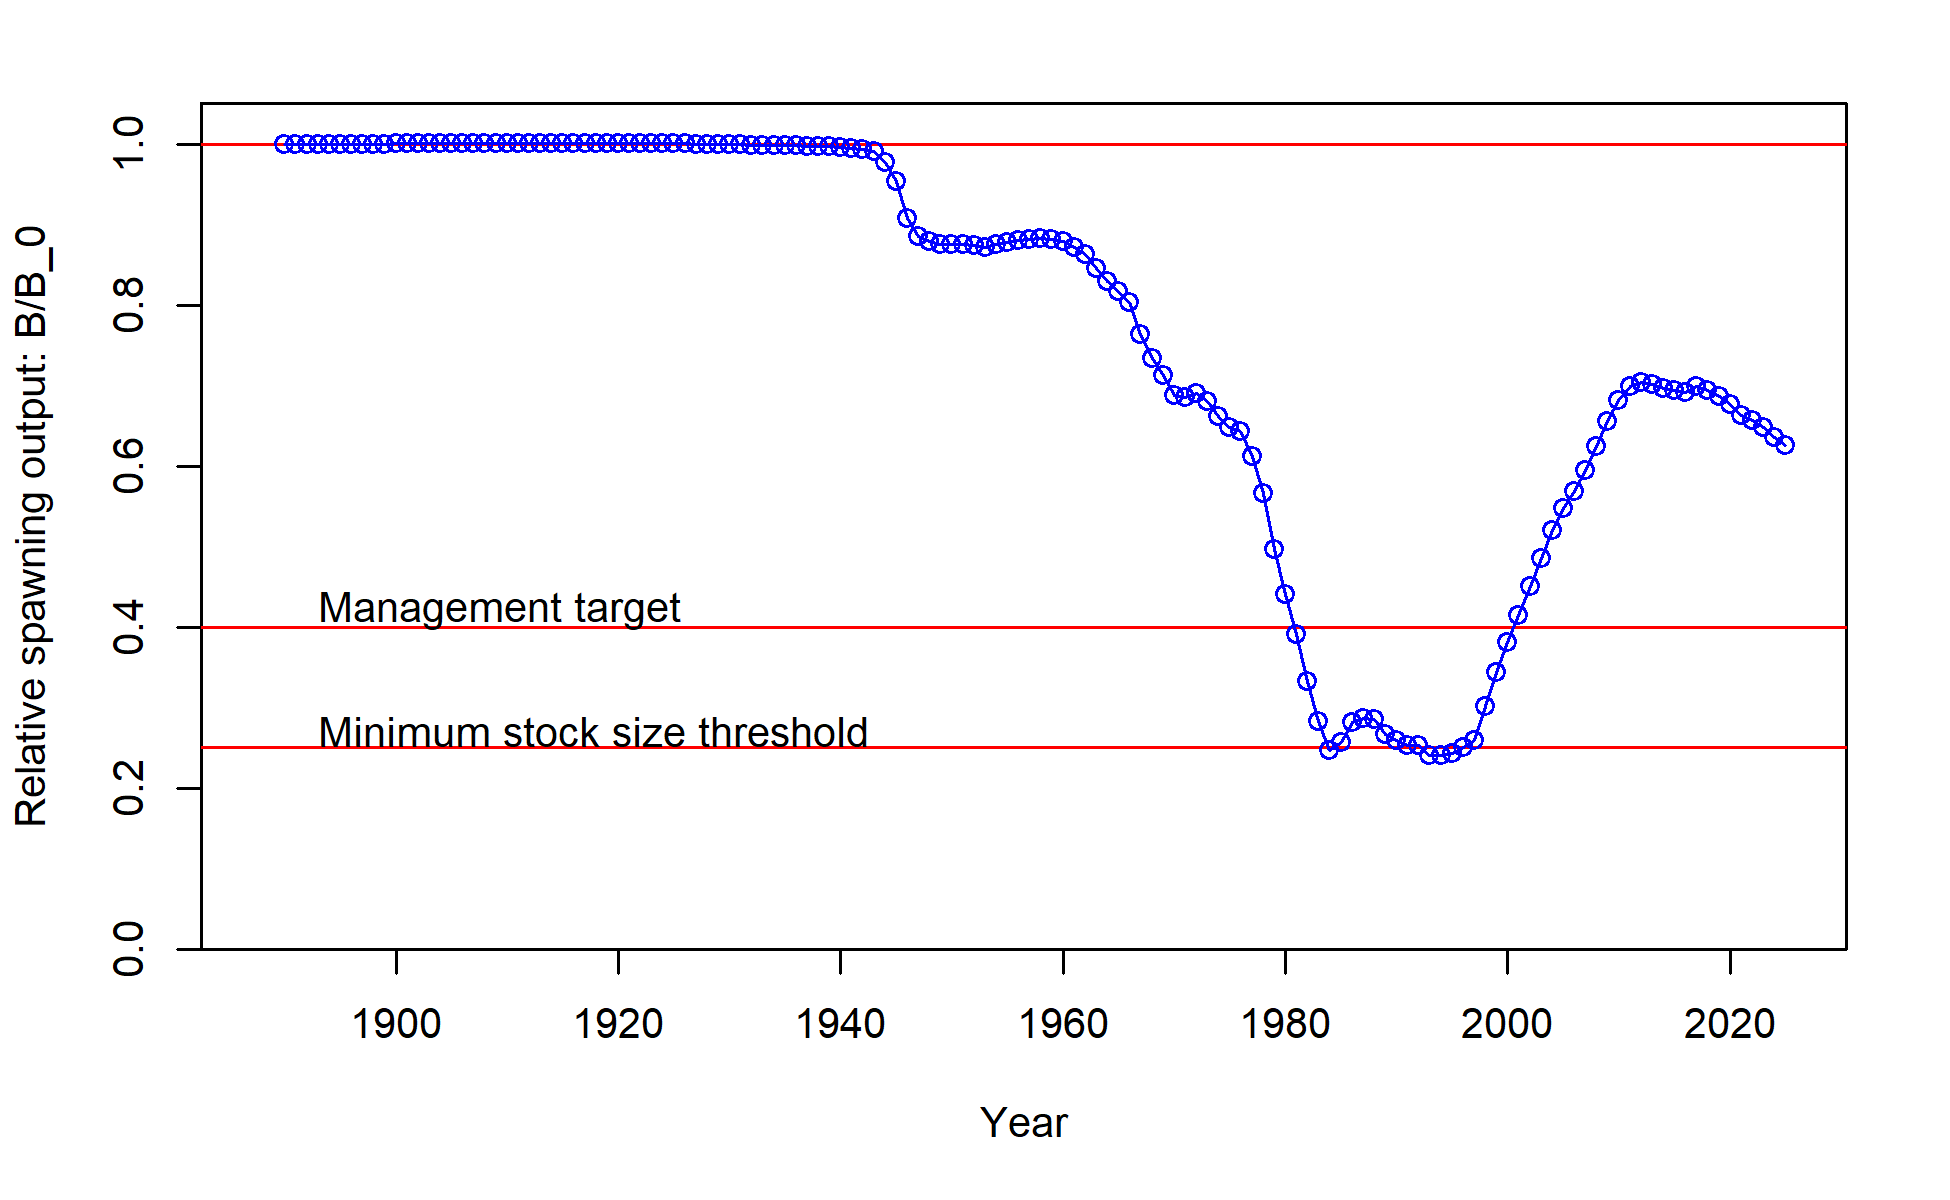 Relative spawning output: B/B_0
1.0
0.8
0.6
0.4
0.2
0.0
Management target
Minimum stock size threshold
1900 1920 1940 1960 1980 2000 2020
Year